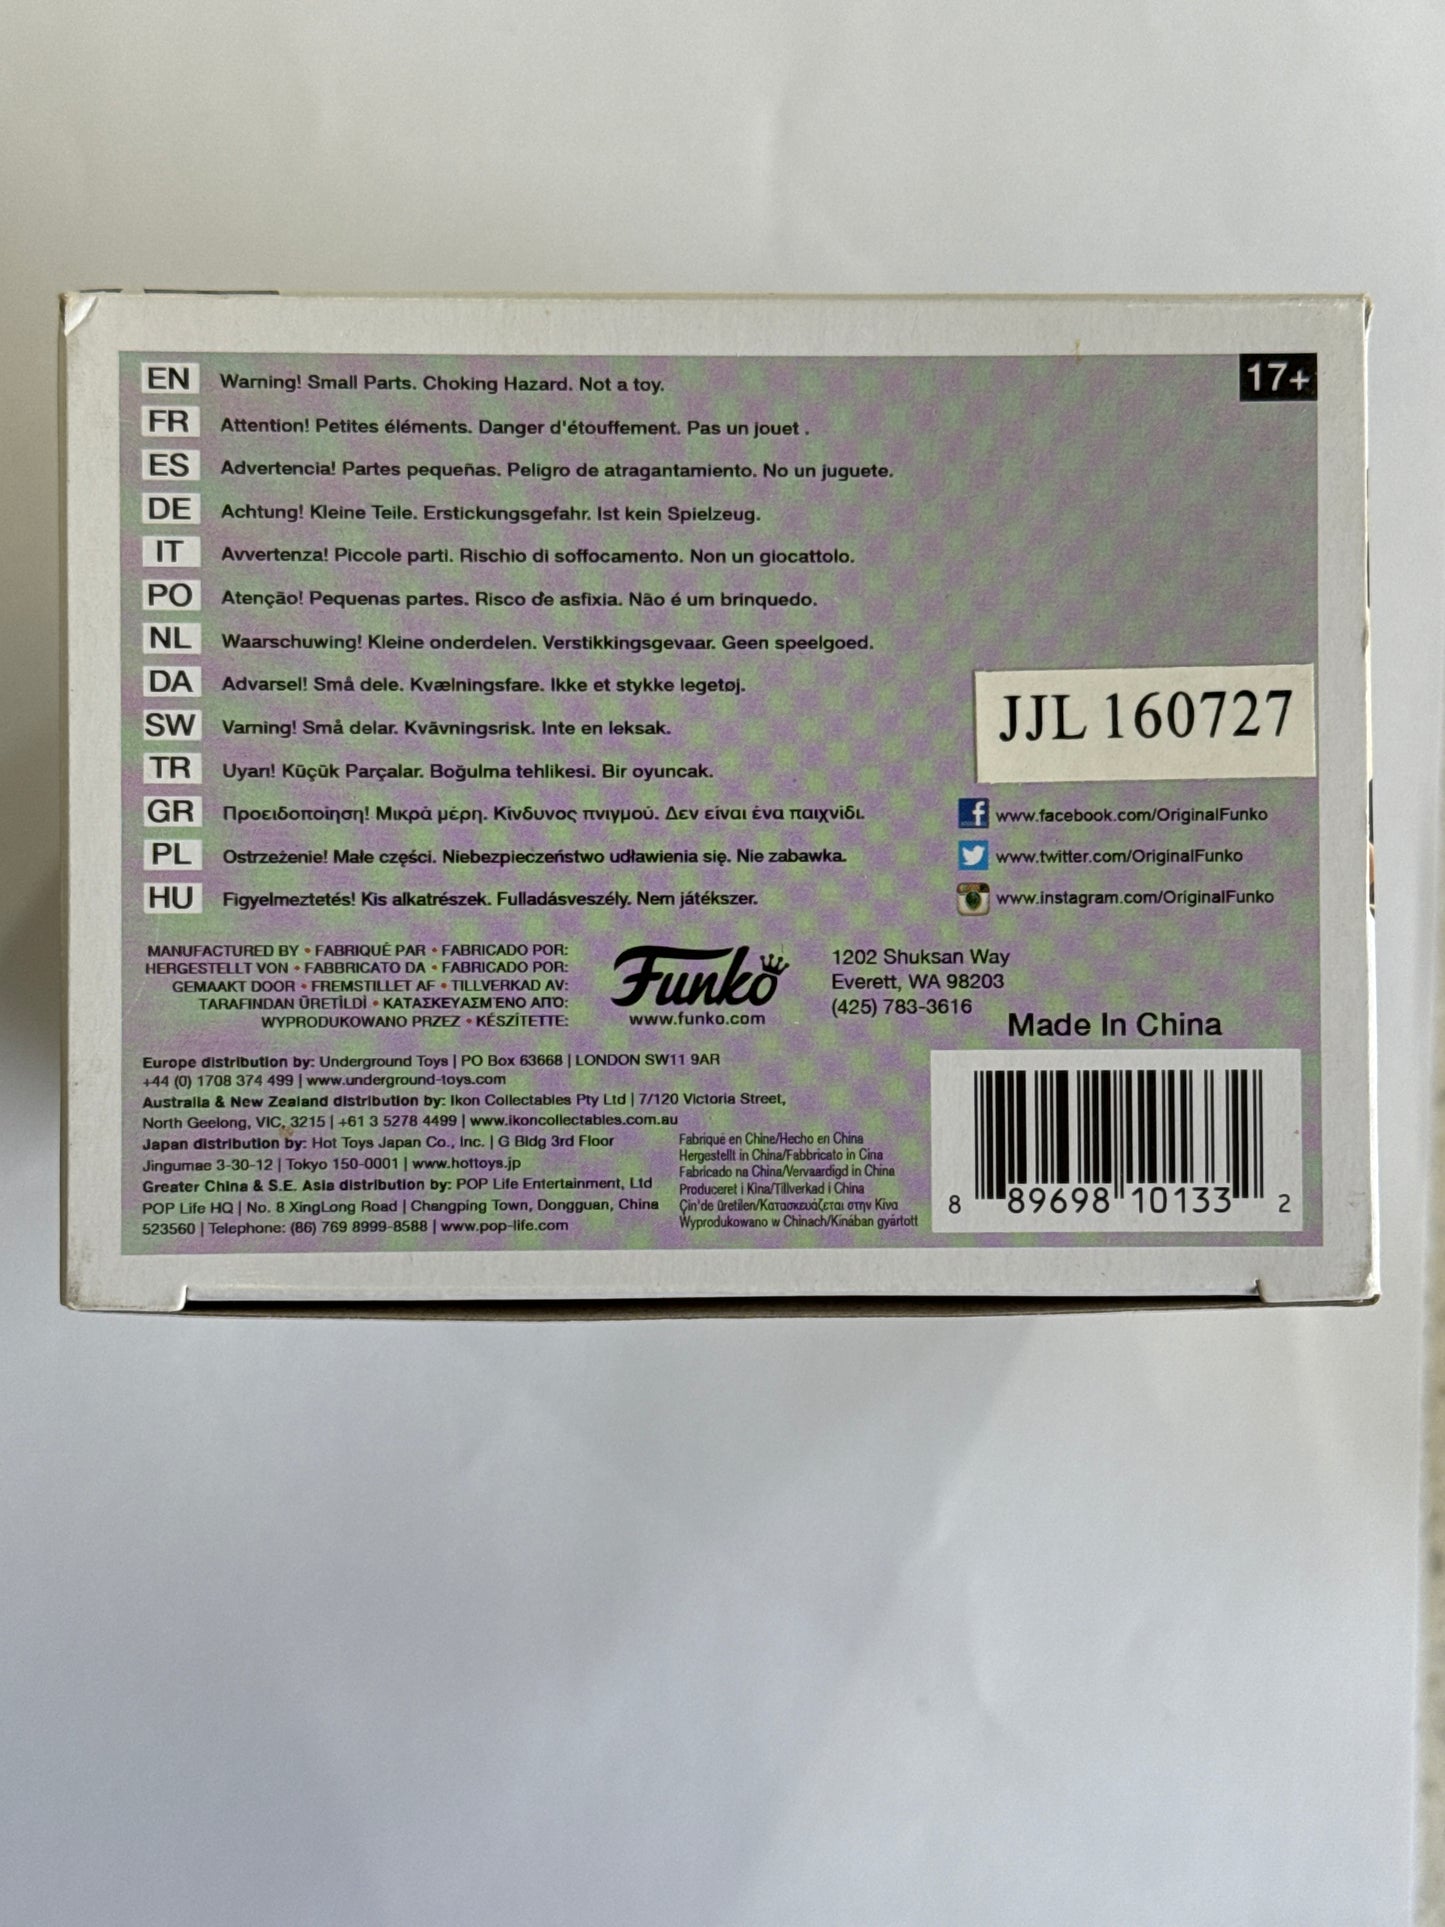 17+
EN Warning! Small Parts. Choking Hazard. Not a toy.
FR Attention! Petites éléments. Danger d'étouffement. Pas un jouet .
ES Advertencia! Partes pequeñas. Peligro de atragantamiento. No un juguete.
DE Achtung! Kleine Teile. Erstickungsgefahr. Ist kein Spielzeug.
IT Avvertenza! Piccole parti. Rischio di soffocamento. Non un giocattolo.
PO Atenção! Pequenas partes. Risco de asfixia. Não é um brinquedo.
NL Waarschuwing! Kleine onderdelen. Verstikkingsgevaar. Geen speelgoed.
DA Advarsel! Små dele. Kvælningsfare. Ikke et stykke legetøj.
SW Varning! Små delar. Kvävningsrisk. Inte en leksak.
TR Uyarı! Küçük Parçalar. Boğulma tehlikesi. Bir oyuncak.
GR Προειδοποίηση! Μικρά μέρη. Κίνδυνος πνιγμού. Δεν είναι ένα παιχνίδι.
PL Ostrzeżenie! Małe części. Niebezpieczeństwo udławienia się. Nie zabawka.
HU Figyelmeztetés! Kis alkatrészek. Fulladásveszély. Nem játékszer.
JJL 160727
www.facebook.com/OriginalFunko
www.twitter.com/OriginalFunko
www.instagram.com/OriginalFunko
MANUFACTURED BY • FABRIQUÉ PAR • FABRICADO POR:
HERGESTELLT VON • FABBRICATO DA • FABRICADO POR:
GEMAAKT DOOR • FREMSTILLET AF • TILLVERKAD AV:
TARAFINDAN ÜRETİLDİ • ΚΑΤΑΣΚΕΥΑΣΜΈΝΟ ΑΠΌ:
WYPRODUKOWANO PRZEZ • KÉSZÍTETTE:
Funko
www.funko.com
1202 Shuksan Way
Everett, WA 98203
(425) 783-3616
Made In China
Europe distribution by: Underground Toys | PO Box 63668 | LONDON SW11 9AR
+44 (0) 1708 374 499 | www.underground-toys.com
Australia & New Zealand distribution by: Ikon Collectables Pty Ltd | 7/120 Victoria Street,
North Geelong, VIC, 3215 | +61 3 5278 4499 | www.ikoncollectables.com.au
Japan distribution by: Hot Toys Japan Co., Inc. | G Bldg 3rd Floor
Jingumae 3-30-12 | Tokyo 150-0001 | www.hottoys.jp
Greater China & S.E. Asia distribution by: POP Life Entertainment, Ltd
POP Life HQ | No. 8 XingLong Road | Changping Town, Dongguan, China
523560 | Telephone: (86) 769 8999-8588 | www.pop-life.com
Fabriqué en Chine/Hecho en China
Hergestellt in China/Fabbricato in Cina
Fabricado na China/Vervaardigd in China
Produceret i Kina/Tillverkad i China
Çin'de üretilen/Κατασκευάζεται στην Κίνα
Wyprodukowano w Chinach/Kínában gyártott
8 89698 10133 2